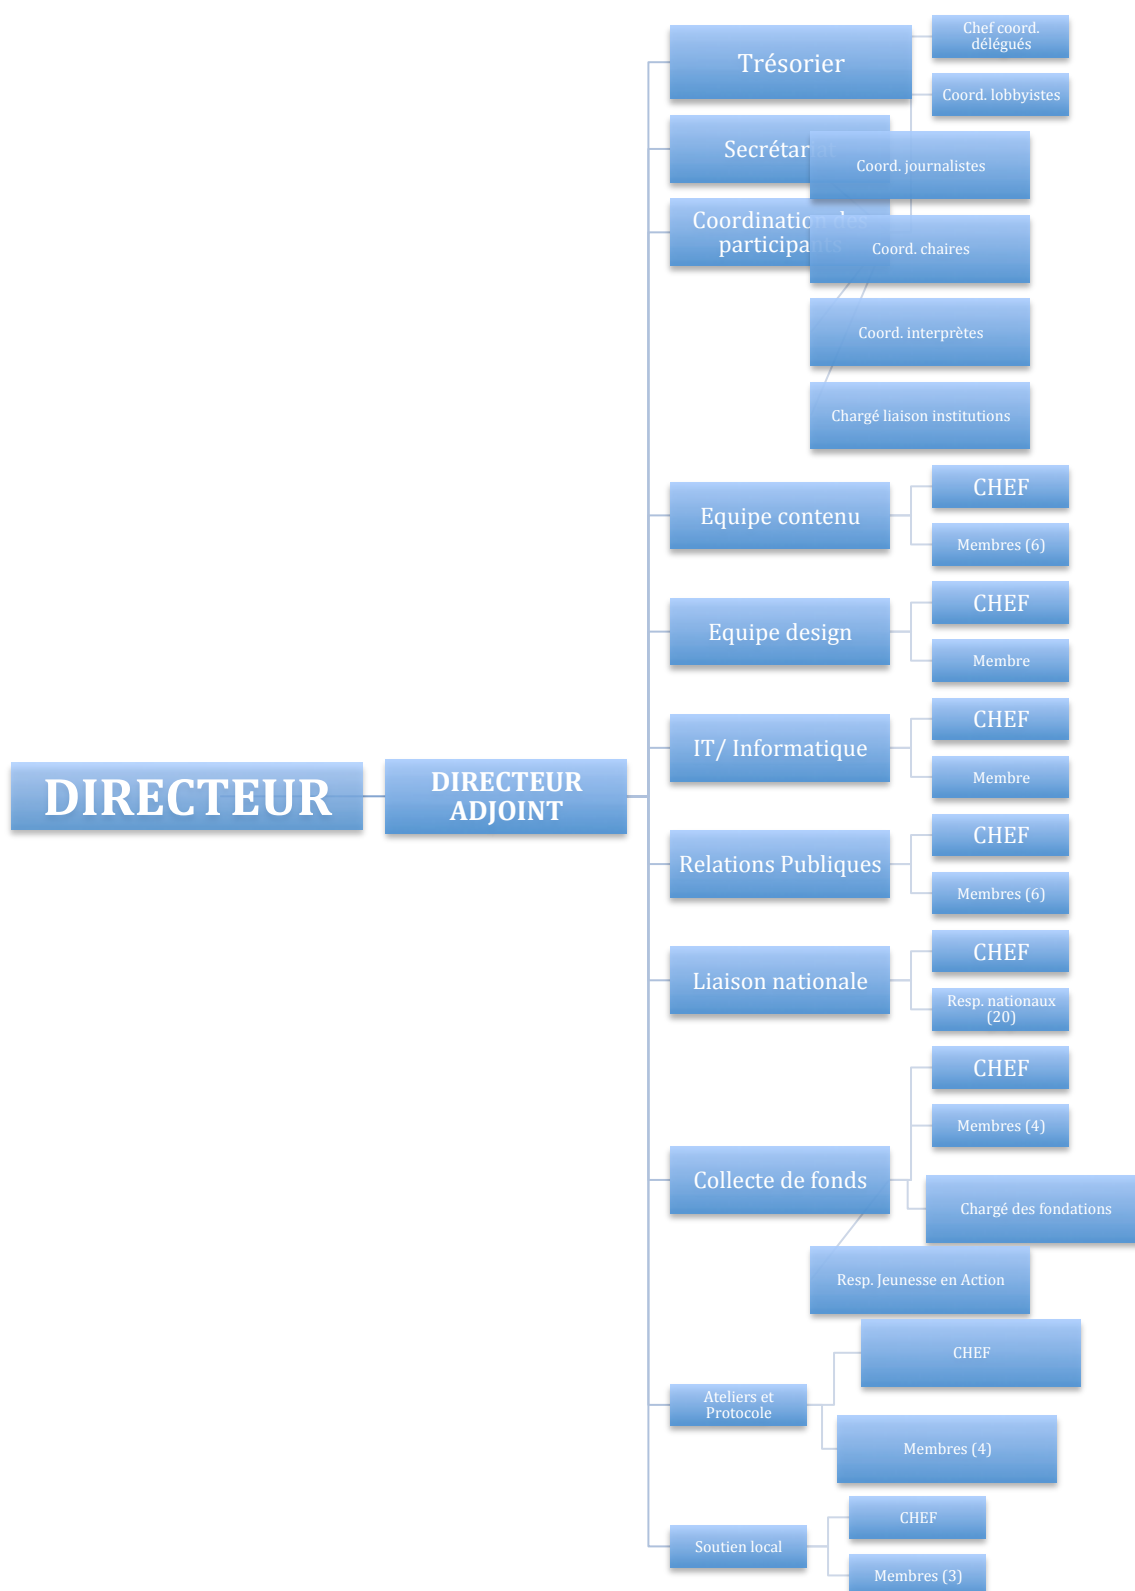 DIRECTEUR
DIRECTEUR
ADJOINT
Trésorier
Secrétariat
Coordination des
participants
Chef coord.
délégués
Coord. lobbyistes
Coord. journalistes
Coord. chaires
Coord. interprètes
Chargé liaison institutions
Equipe contenu
CHEF
Membres (6)
Equipe design
CHEF
Membre
IT/ Informatique
CHEF
Membre
Relations Publiques
CHEF
Membres (6)
Liaison nationale
CHEF
Resp. nationaux
(20)
Collecte de fonds
CHEF
Membres (4)
Chargé des fondations
Resp. Jeunesse en Action
Ateliers et
Protocole
CHEF
Membres (4)
Soutien local
CHEF
Membres (3)